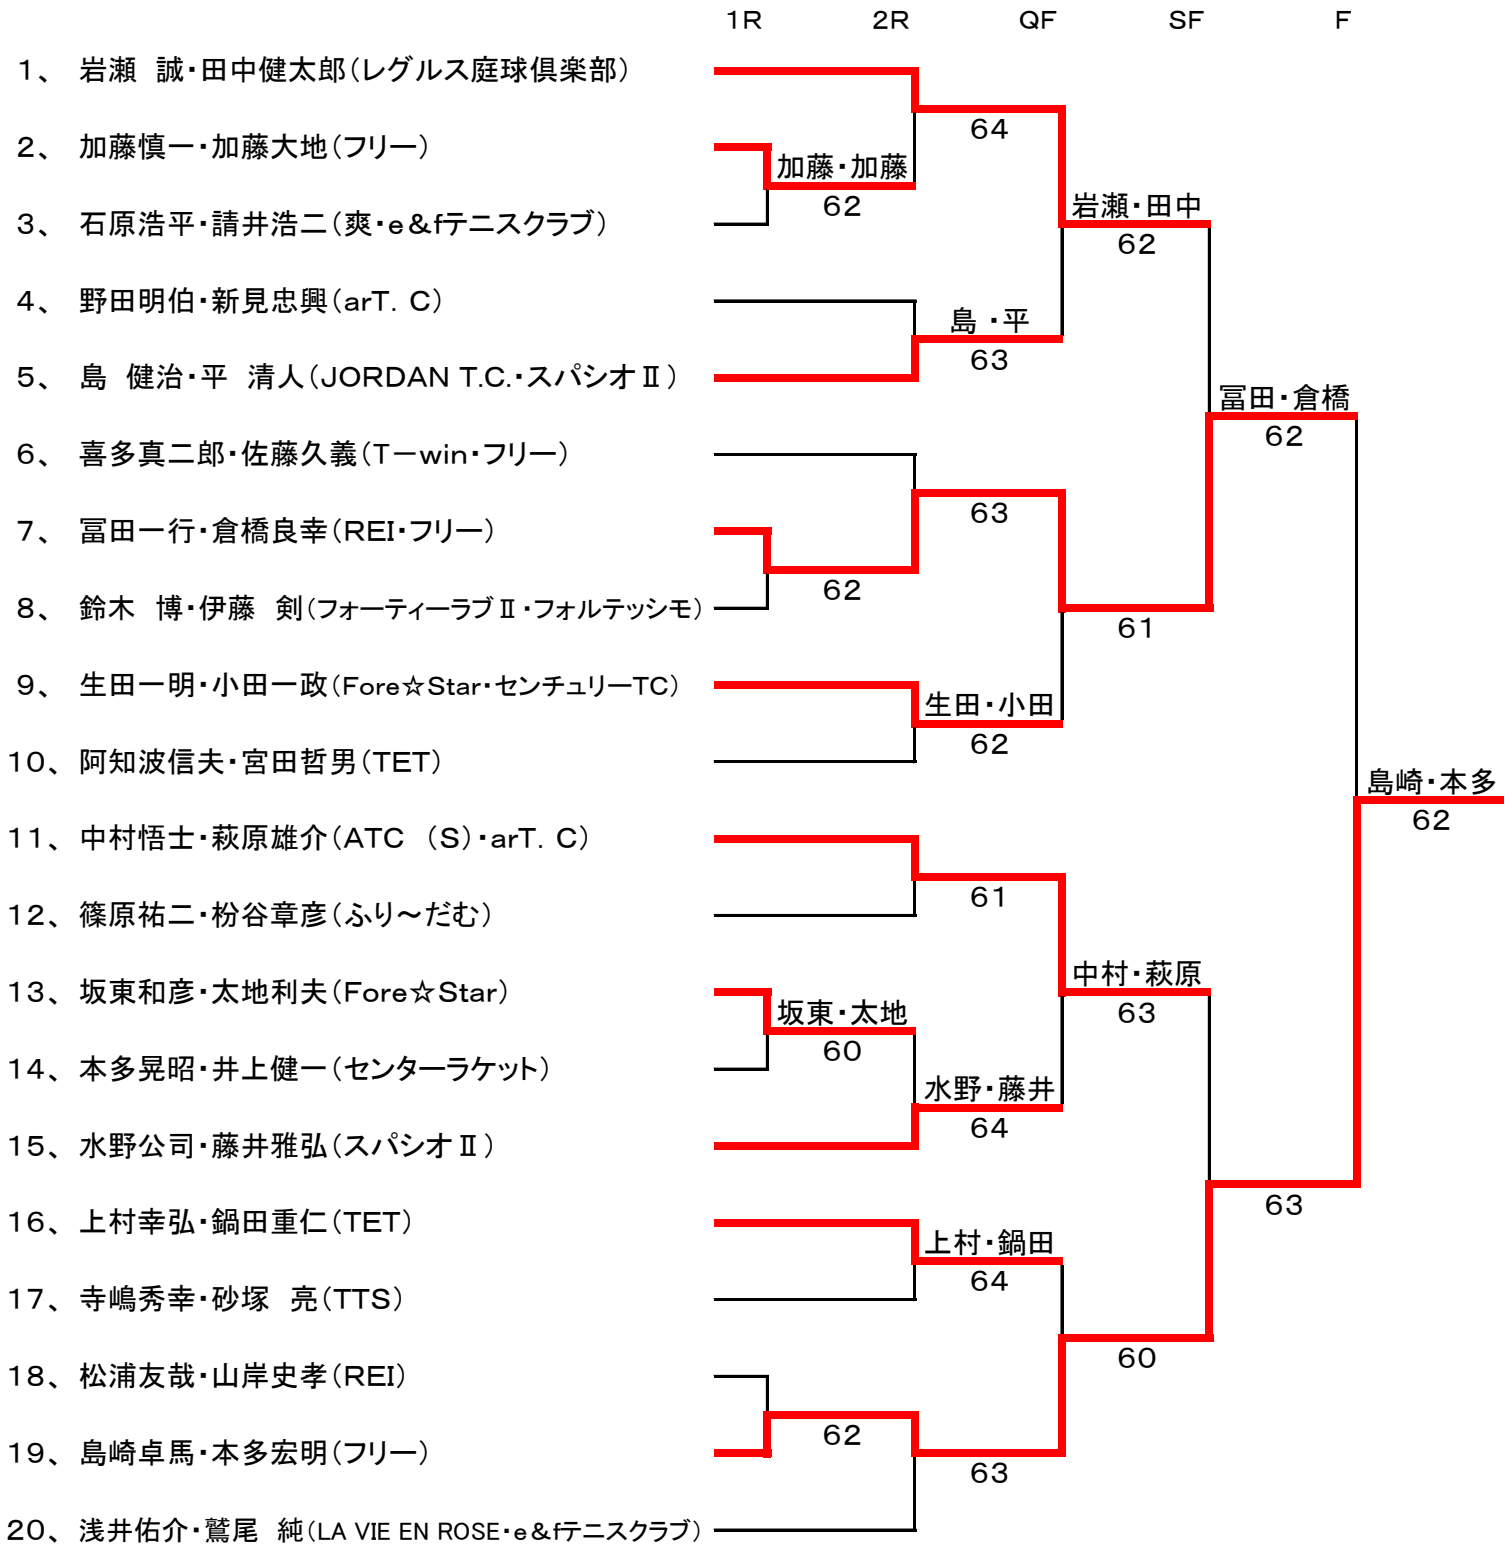 1R 2R QF SF F
1、 岩瀬 誠・田中健太郎(レグルス庭球倶楽部)
64
2、 加藤慎一・加藤大地(フリー)
加藤・加藤
62
岩瀬・田中
3、 石原浩平・請井浩二(爽・e&fテニスクラブ)
62
4、 野田明伯・新見忠興(arT. C)
島 ・平
63
5、 島 健治・平 清人(JORDAN T.C.・スパシオⅡ)
冨田・倉橋
62
6、 喜多真二郎・佐藤久義(T-win・フリー)
63
7、 冨田一行・倉橋良幸(REI・フリー)
62
8、 鈴木 博・伊藤 剣(フォーティーラブⅡ・フォルテッシモ)
61
9、 生田一明・小田一政(Fore☆Star・センチュリーTC)
生田・小田
62
10、 阿知波信夫・宮田哲男(TET)
島崎・本多
62
11、 中村悟士・萩原雄介(ATC (S)・arT. C)
61
12、 篠原祐二・枌谷章彦(ふり~だむ)
中村・萩原
13、 坂東和彦・太地利夫(Fore☆Star)
坂東・太地
63
60
14、 本多晃昭・井上健一(センターラケット)
水野・藤井
64
15、 水野公司・藤井雅弘(スパシオⅡ)
63
16、 上村幸弘・鍋田重仁(TET)
上村・鍋田
64
17、 寺嶋秀幸・砂塚 亮(TTS)
60
18、 松浦友哉・山岸史孝(REI)
62
19、 島崎卓馬・本多宏明(フリー)
63
20、 浅井佑介・鷲尾 純(LA VIE EN ROSE・e&fテニスクラブ)